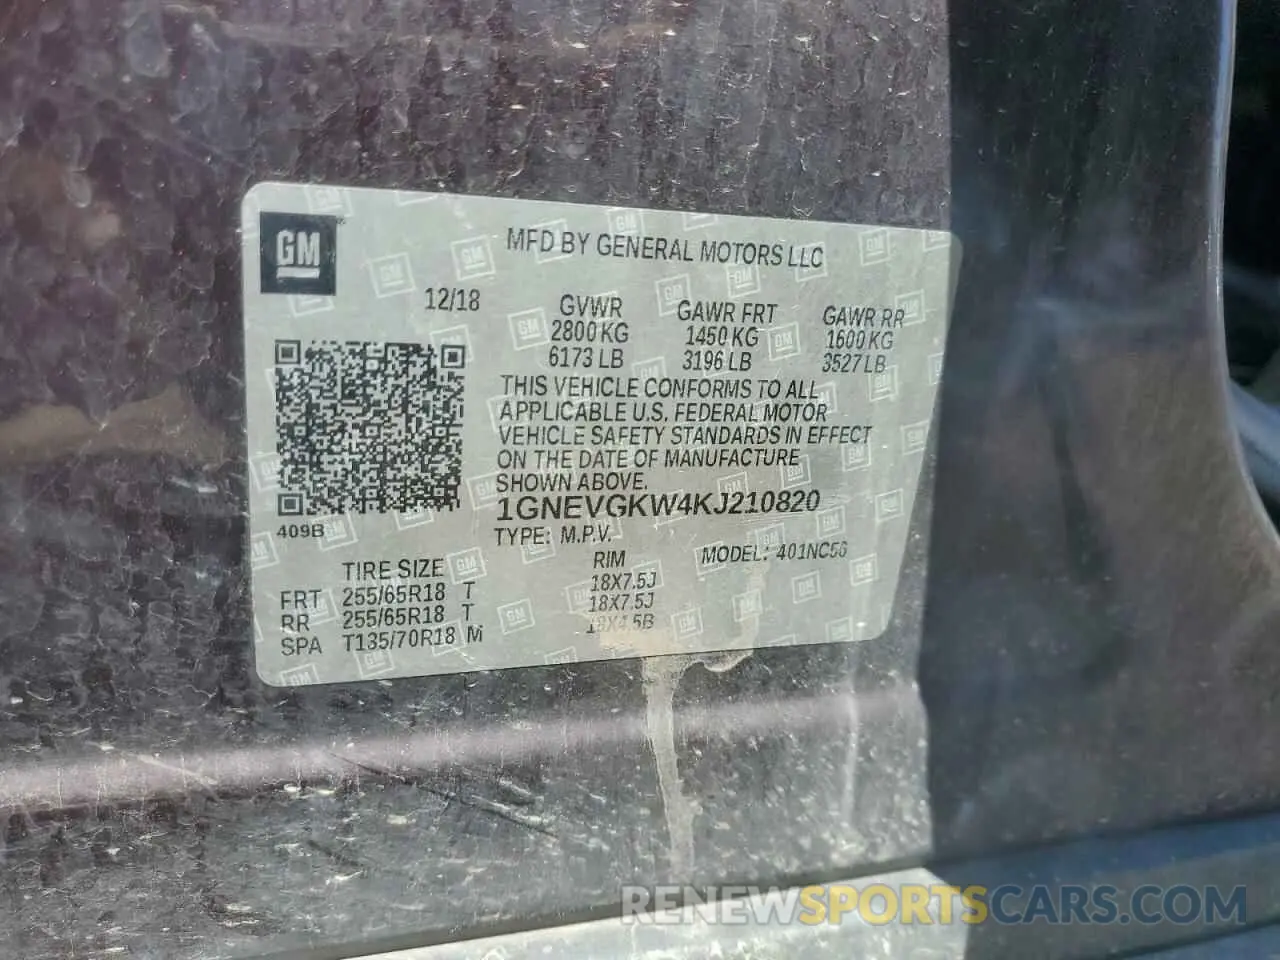 GM
MFD BY GENERAL MOTORS LLC
12/18
GVWR GAWR FRT GAWR RR
2800 KG 1450 KG 1600 KG
6173 LB 3196 LB 3527 LB
THIS VEHICLE CONFORMS TO ALL
APPLICABLE U.S. FEDERAL MOTOR
VEHICLE SAFETY STANDARDS IN EFFECT
ON THE DATE OF MANUFACTURE
SHOWN ABOVE.
1GNEVGKW4KJ210820
409B
TYPE: M.P.V. MODEL: 401NC56
TIRE SIZE RIM
FRT 255/65R18 T 18X7.5J
RR 255/65R18 T 18X7.5J
SPA T135/70R18 M 18X4.5B
RENEWSPORTSCARS.COM